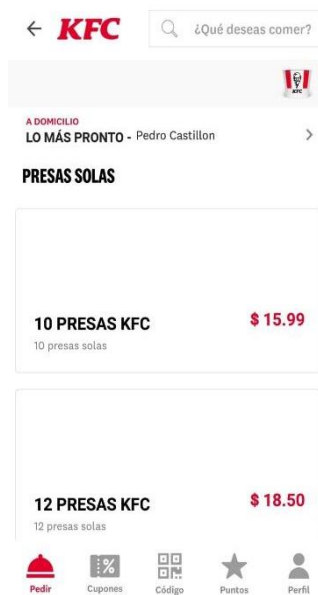 ← KFC ¿Qué deseas comer?
KFC
A DOMICILIO
LO MÁS PRONTO - Pedro Castillon >
PRESAS SOLAS
10 PRESAS KFC $ 15.99
10 presas solas
12 PRESAS KFC $ 18.50
12 presas solas
%
Pedir Cupones Código Puntos Perfil